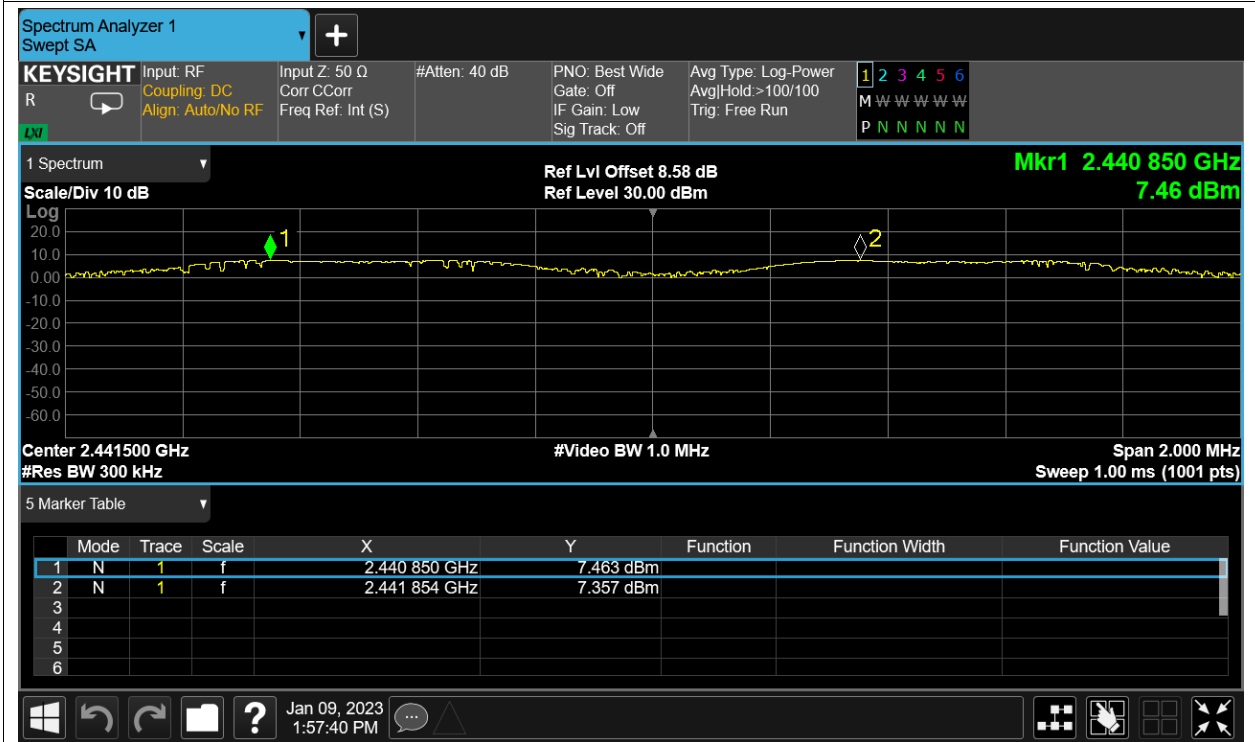 Spectrum Analyzer 1
Swept SA
+
KEYSIGHT
R
LXI
Input: RF
Coupling: DC
Align: Auto/No RF
Input Z: 50 Ω
Corr CCorr
Freq Ref: Int (S)
#Atten: 40 dB
PNO: Best Wide
Gate: Off
IF Gain: Low
Sig Track: Off
Avg Type: Log-Power
Avg|Hold:>100/100
Trig: Free Run
1 2 3 4 5 6
M W W W W W
P N N N N N
1 Spectrum
Scale/Div 10 dB
Ref Lvl Offset 8.58 dB
Ref Level 30.00 dBm
Mkr1 2.440 850 GHz
7.46 dBm
Log
20.0
10.0
0.00
-10.0
-20.0
-30.0
-40.0
-50.0
-60.0
1
2
Center 2.441500 GHz
#Res BW 300 kHz
#Video BW 1.0 MHz
Span 2.000 MHz
Sweep 1.00 ms (1001 pts)
5 Marker Table
Mode Trace Scale X Y Function Function Width Function Value
1 N 1 f 2.440 850 GHz 7.463 dBm
2 N 1 f 2.441 854 GHz 7.357 dBm
3
4
5
6
?
Jan 09, 2023
1:57:40 PM